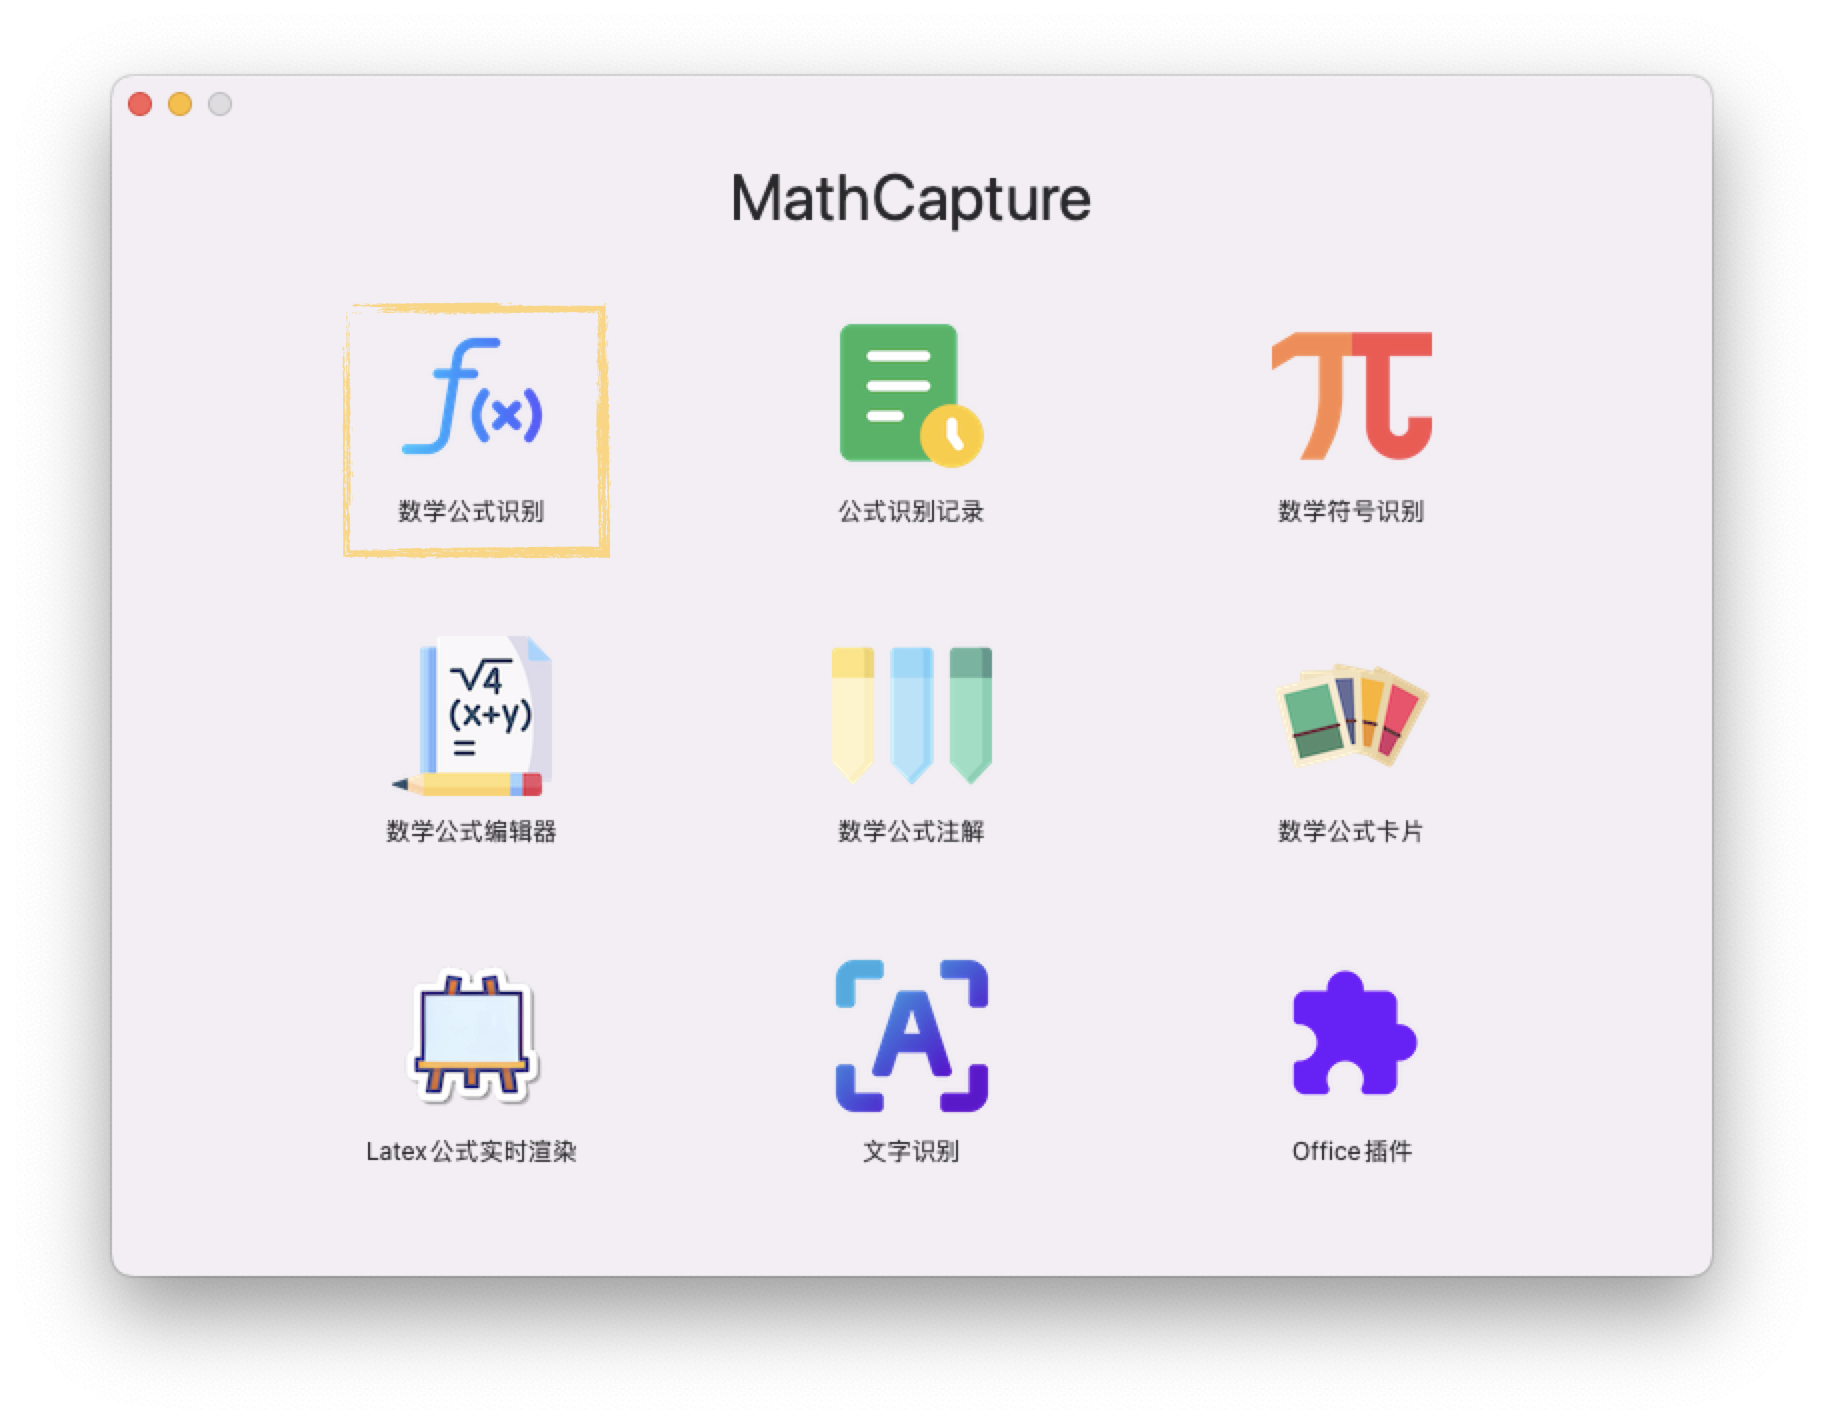 MathCapture
f(x)
数学公式识别
公式识别记录
π
数学符号识别
√4
(x+y)
=
数学公式编辑器
数学公式注解
数学公式卡片
Latex公式实时渲染
A
文字识别
Office插件